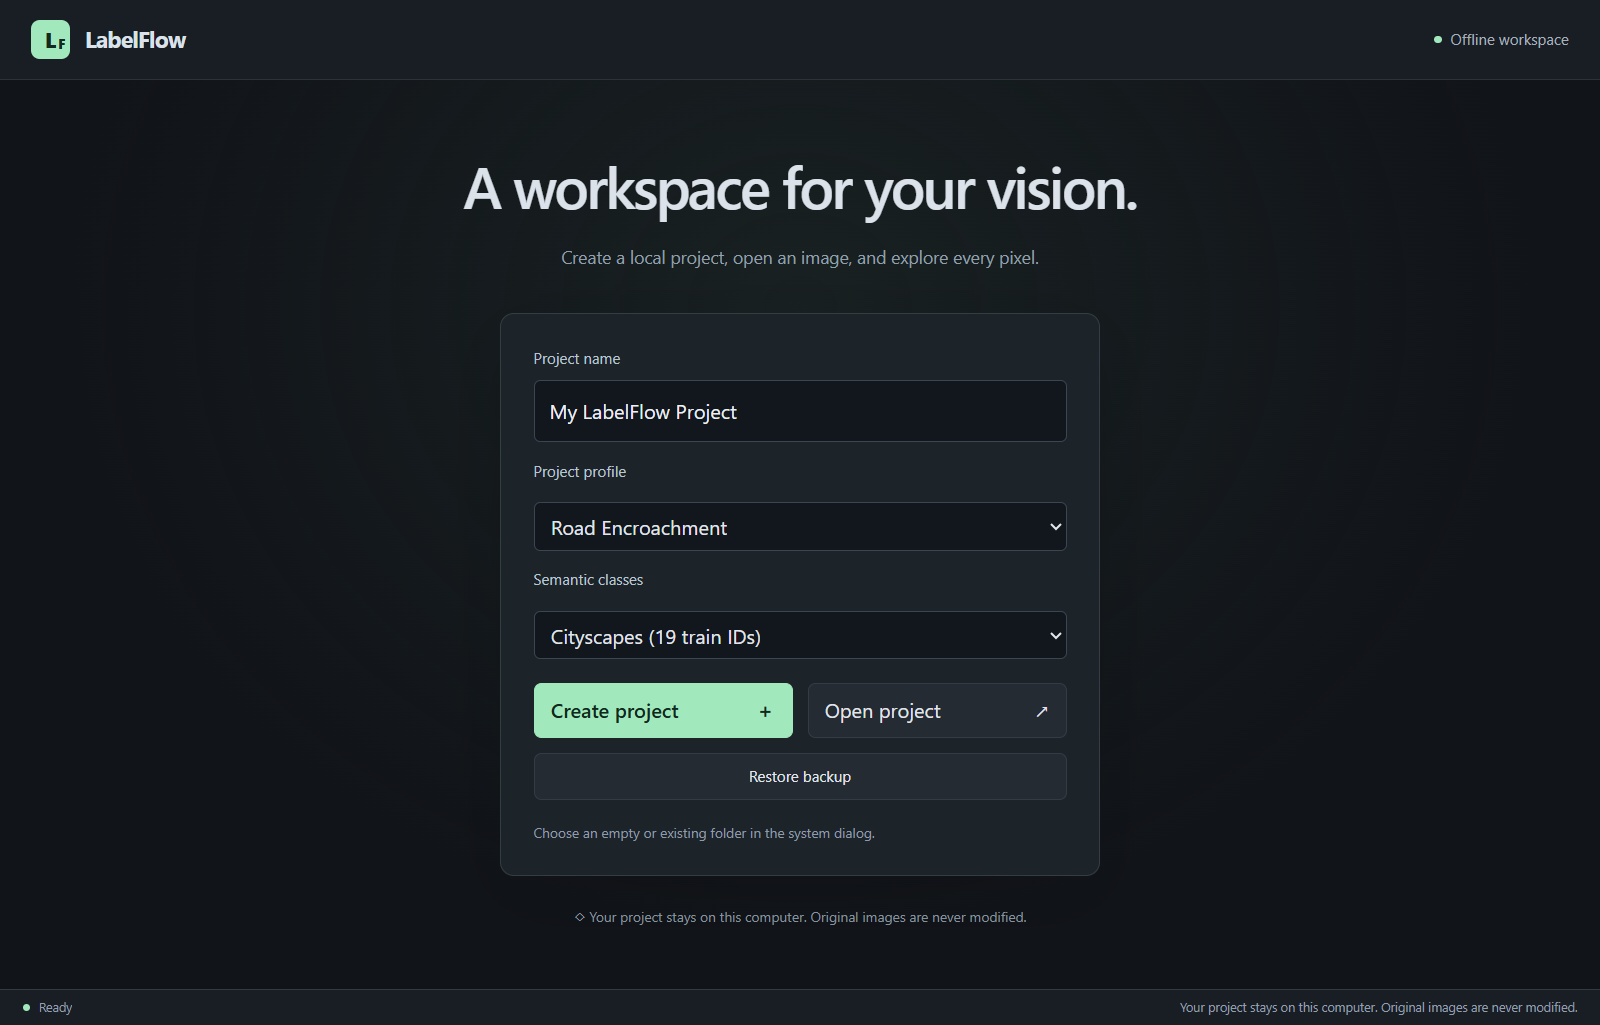 LF LabelFlow
Offline workspace
A workspace for your vision.
Create a local project, open an image, and explore every pixel.
Project name
My LabelFlow Project
Project profile
Road Encroachment
Semantic classes
Cityscapes (19 train IDs)
Create project +
Open project ↗
Restore backup
Choose an empty or existing folder in the system dialog.
◇ Your project stays on this computer. Original images are never modified.
Ready
Your project stays on this computer. Original images are never modified.